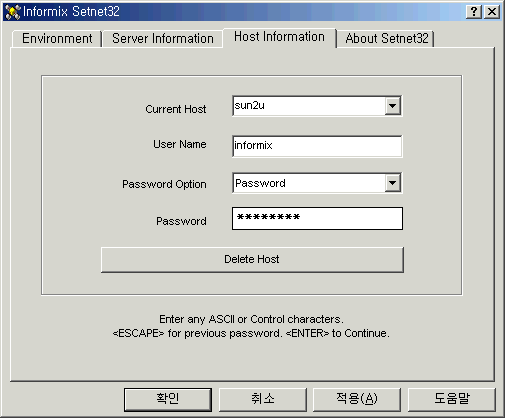 Informix Setnet32
Environment
Server Information
Host Information
About Setnet32
Current Host
sun2u
User Name
informix
Password Option
Password
Password
********
Delete Host
Enter any ASCII or Control characters.
<ESCAPE> for previous password. <ENTER> to Continue.
확인
취소
적용(A)
도움말